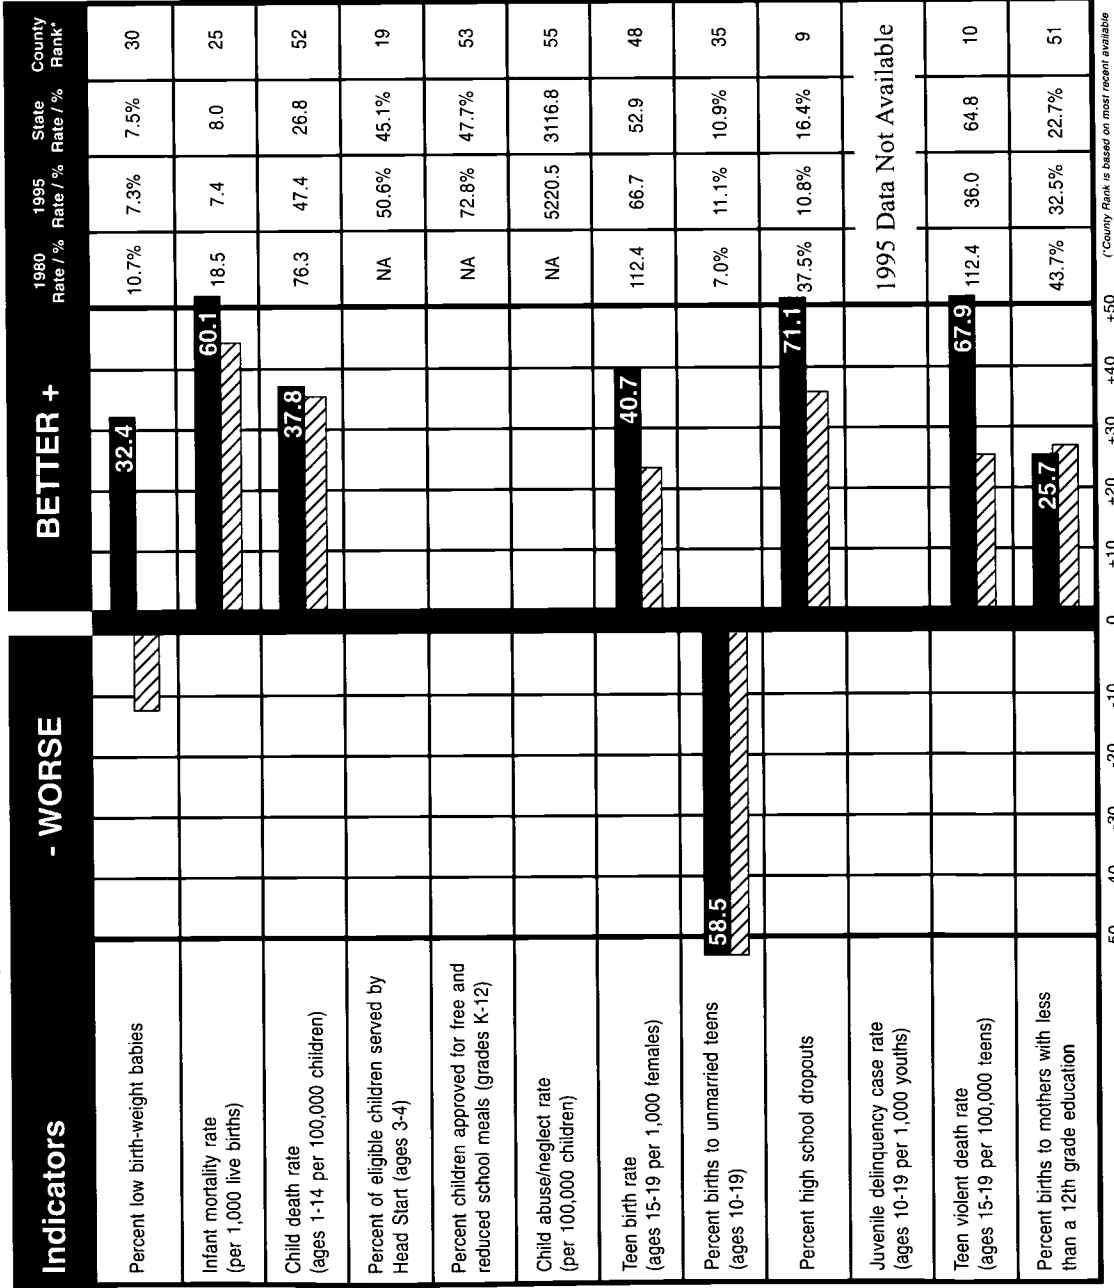 Indicators - WORSE BETTER + 1980 Rate / % 1995 Rate / % State Rate / % County Rank*
Percent low birth-weight babies 32.4 10.7% 7.3% 7.5% 30
Infant mortality rate
(per 1,000 live births) 60.1 18.5 7.4 8.0 25
Child death rate
(ages 1-14 per 100,000 children) 37.8 76.3 47.4 26.8 52
Percent of eligible children served by
Head Start (ages 3-4) NA 50.6% 45.1% 19
Percent children approved for free and
reduced school meals (grades K-12) NA 72.8% 47.7% 53
Child abuse/neglect rate
(per 100,000 children) NA 5220.5 3116.8 55
Teen birth rate
(ages 15-19 per 1,000 females) 40.7 112.4 66.7 52.9 48
Percent births to unmarried teens
(ages 10-19) 58.5 7.0% 11.1% 10.9% 35
Percent high school dropouts 71.1 37.5% 10.8% 16.4% 9
Juvenile delinquency case rate
(ages 10-19 per 1,000 youths) 1995 Data Not Available
Teen violent death rate
(ages 15-19 per 100,000 teens) 67.9 112.4 36.0 64.8 10
Percent births to mothers with less
than a 12th grade education 25.7 43.7% 32.5% 22.7% 51
-50 -40 -30 -20 -10 0 +10 +20 +30 +40 +50
(*County Rank is based on most recent available